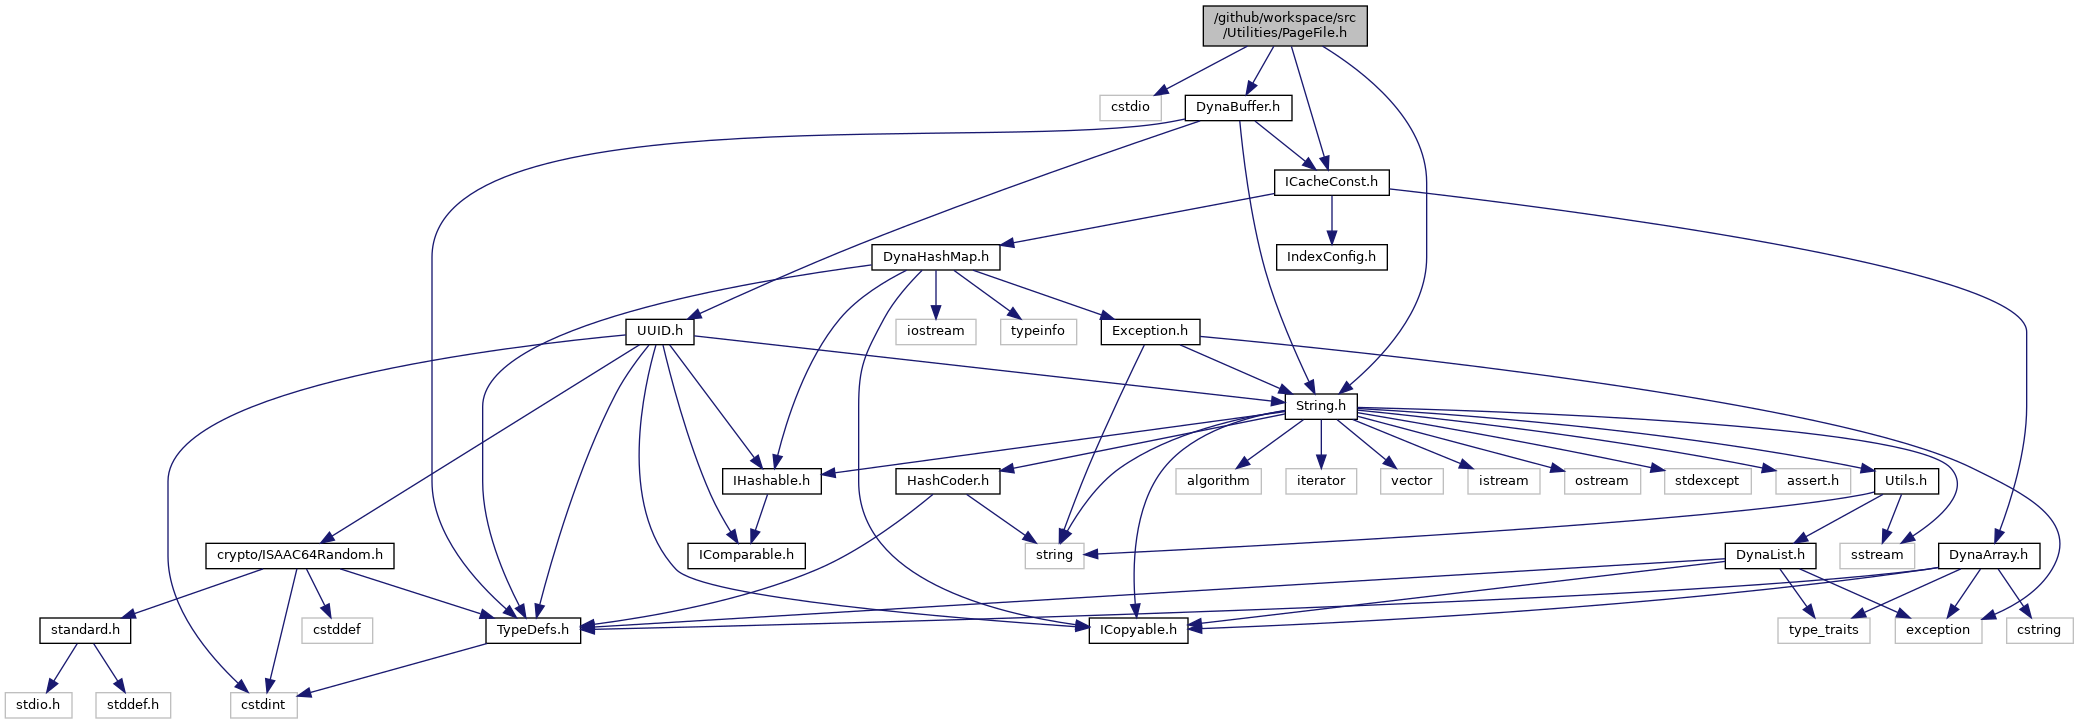 /github/workspace/src
/Utilities/PageFile.h
cstdio
DynaBuffer.h
ICacheConst.h
DynaHashMap.h
IndexConfig.h
UUID.h
iostream
typeinfo
Exception.h
String.h
IHashable.h
HashCoder.h
algorithm
iterator
vector
istream
ostream
stdexcept
assert.h
Utils.h
crypto/ISAAC64Random.h
IComparable.h
string
DynaList.h
sstream
DynaArray.h
standard.h
cstddef
TypeDefs.h
ICopyable.h
type_traits
exception
cstring
stdio.h
stddef.h
cstdint